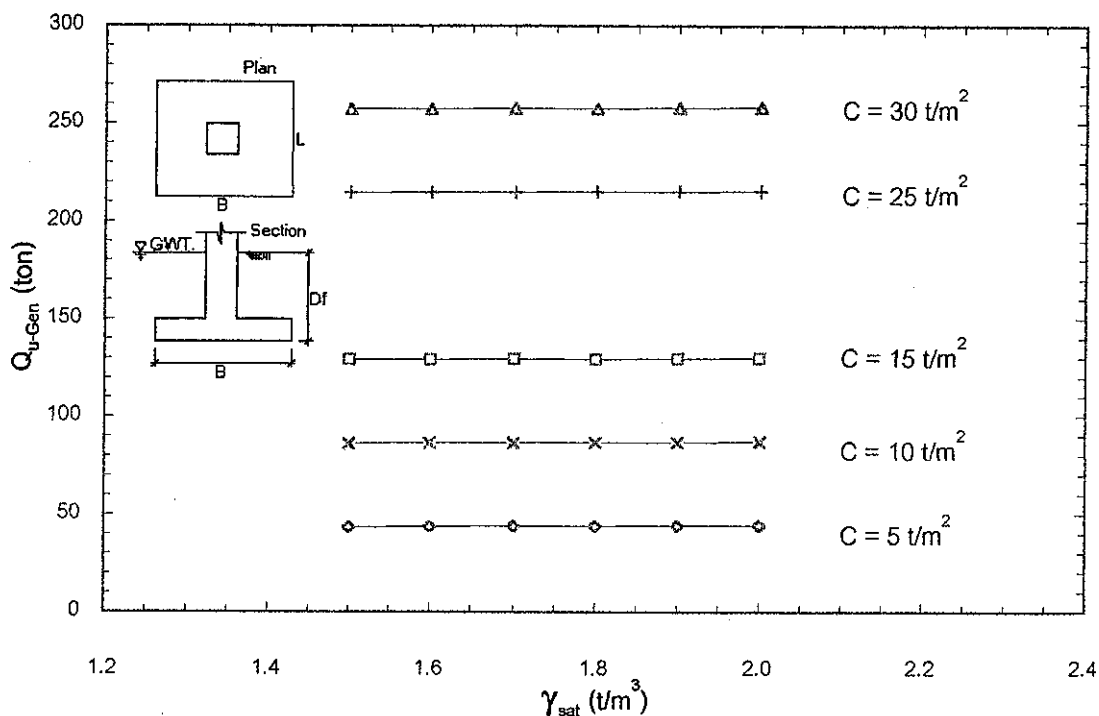 300
250
200
150
100
50
0
Q_u-Gen (ton)
Plan
L
B
Section
GWT.
Df
B
C = 30 t/m²
C = 25 t/m²
C = 15 t/m²
C = 10 t/m²
C = 5 t/m²
1.2 1.4 1.6 1.8 2.0 2.2 2.4
γ_sat (t/m³)